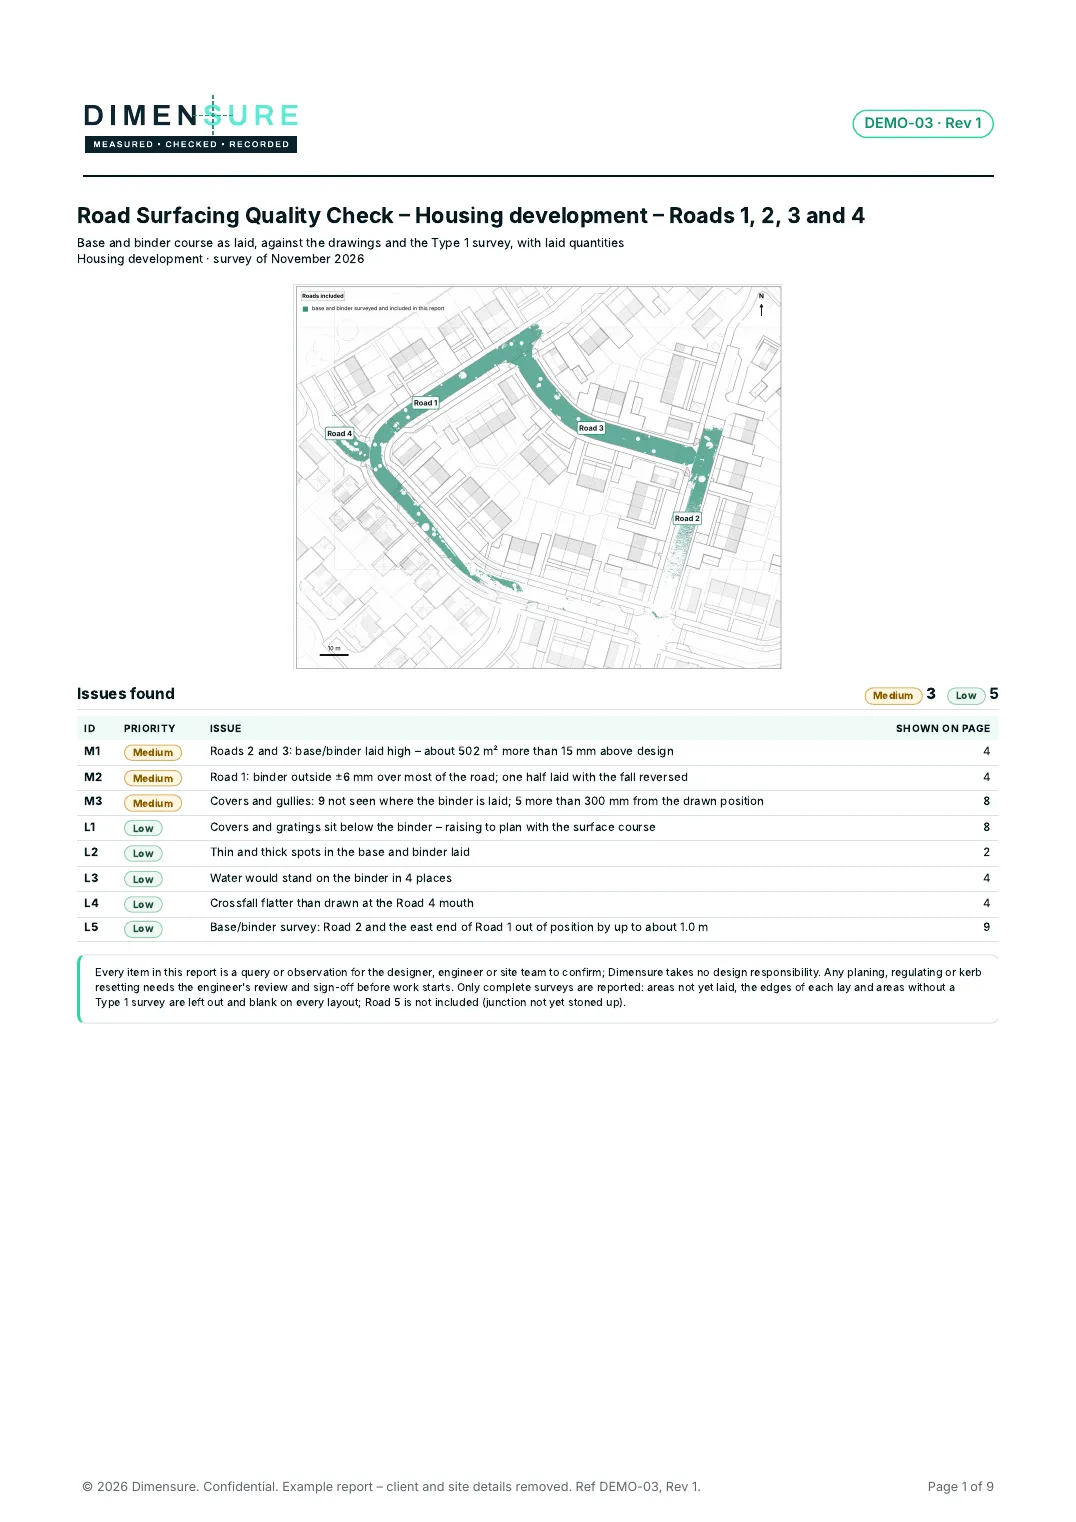 DIMENSURE
MEASURED • CHECKED • RECORDED
DEMO-03 · Rev 1
Road Surfacing Quality Check – Housing development – Roads 1, 2, 3 and 4
Base and binder course as laid, against the drawings and the Type 1 survey, with laid quantities
Housing development · survey of November 2026
Roads included
base and binder surveyed and included in this report
N
Road 1
Road 4
Road 3
Road 2
10 m
Issues found
Medium 3 Low 5
ID PRIORITY ISSUE SHOWN ON PAGE
M1 Medium Roads 2 and 3: base/binder laid high – about 502 m² more than 15 mm above design 4
M2 Medium Road 1: binder outside ±6 mm over most of the road; one half laid with the fall reversed 4
M3 Medium Covers and gullies: 9 not seen where the binder is laid; 5 more than 300 mm from the drawn position 8
L1 Low Covers and gratings sit below the binder – raising to plan with the surface course 8
L2 Low Thin and thick spots in the base and binder laid 2
L3 Low Water would stand on the binder in 4 places 4
L4 Low Crossfall flatter than drawn at the Road 4 mouth 4
L5 Low Base/binder survey: Road 2 and the east end of Road 1 out of position by up to about 1.0 m 9
Every item in this report is a query or observation for the designer, engineer or site team to confirm; Dimensure takes no design responsibility. Any planing, regulating or kerb
resetting needs the engineer's review and sign-off before work starts. Only complete surveys are reported: areas not yet laid, the edges of each lay and areas without a
Type 1 survey are left out and blank on every layout; Road 5 is not included (junction not yet stoned up).
© 2026 Dimensure. Confidential. Example report – client and site details removed. Ref DEMO-03, Rev 1.
Page 1 of 9